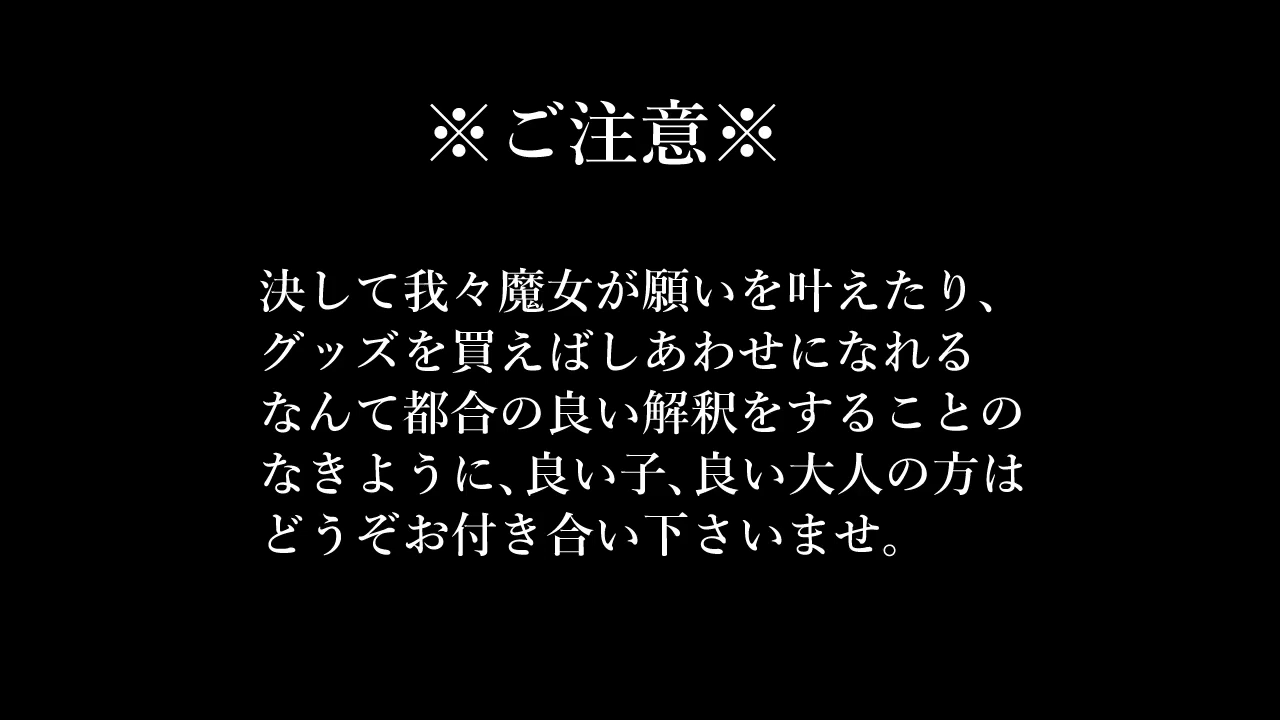 ※ご注意※
決して我々魔女が願いを叶えたり、
グッズを買えばしあわせになれる
なんて都合の良い解釈をすることの
なきように、良い子、良い大人の方は
どうぞお付き合い下さいませ。